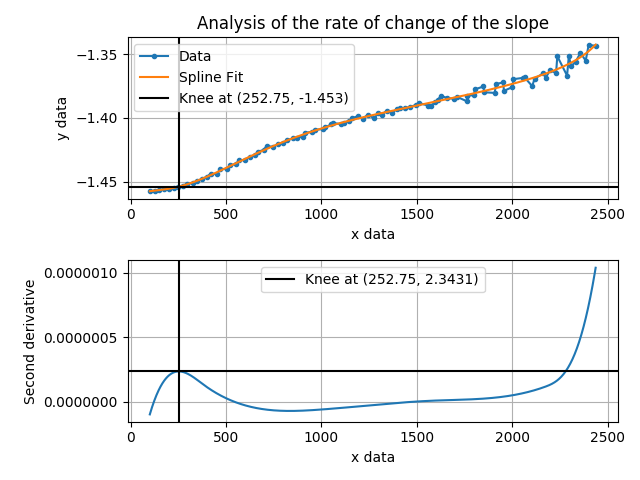 Analysis of the rate of change of the slope
−1.35
−1.40
−1.45
y data
Data
Spline Fit
Knee at (252.75, -1.453)
0 500 1000 1500 2000 2500
x data
0.0000010
0.0000005
0.0000000
Second derivative
Knee at (252.75, 2.3431)
0 500 1000 1500 2000 2500
x data